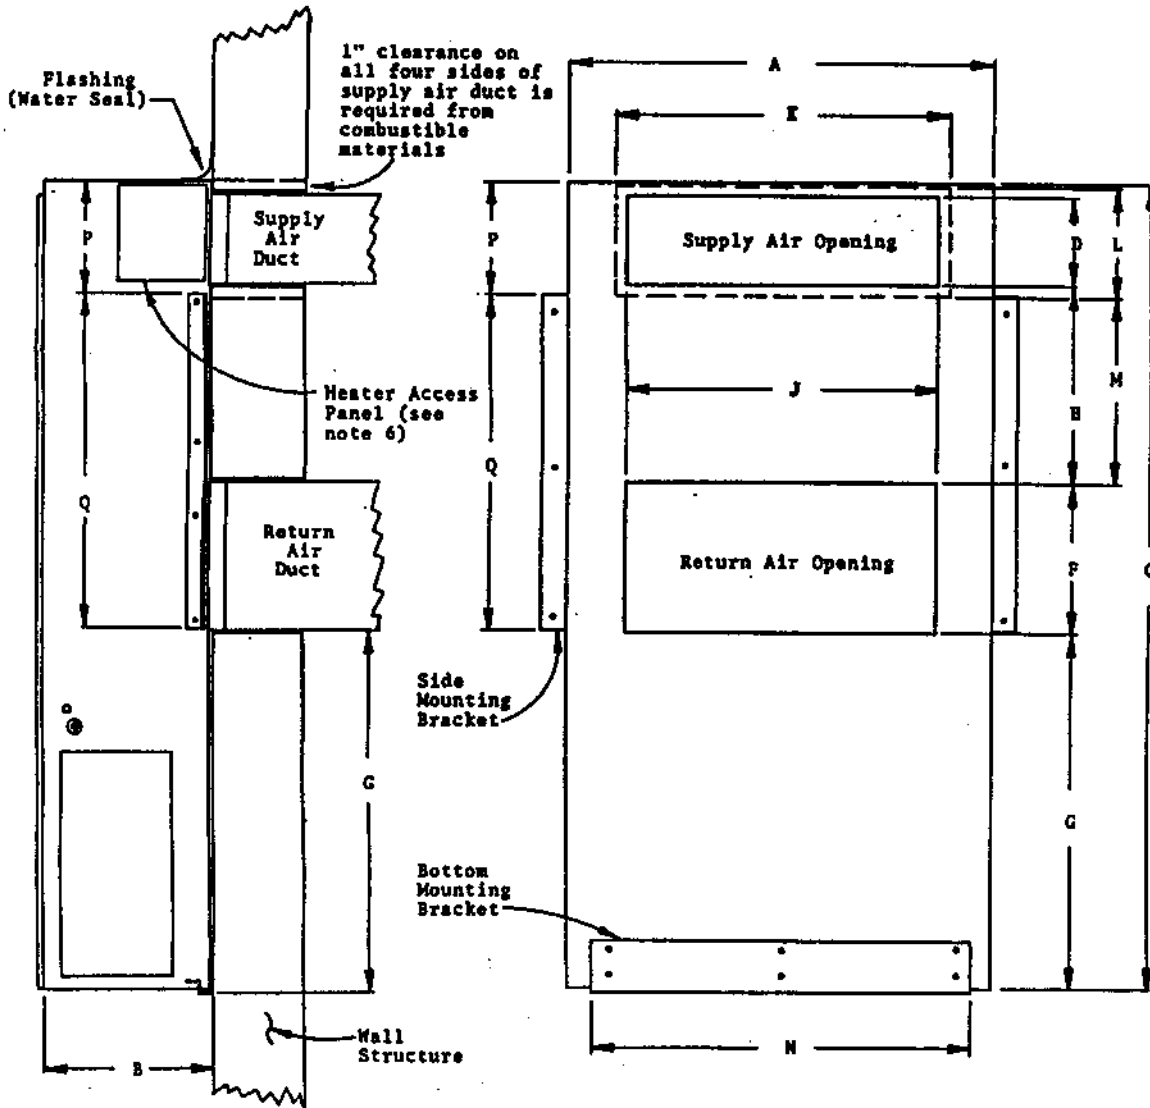 Flashing
(Water Seal)
1" clearance on
all four sides of
supply air duct is
required from
combustible
materials
A
K
P
Supply
Air
Duct
P
Supply Air Opening
D
L
Heater Access
Panel (see
note 6)
J
H
M
Q
Q
Return
Air
Duct
Return Air Opening
F
C
Side
Mounting
Bracket
G
G
Bottom
Mounting
Bracket
Wall
Structure
B
N